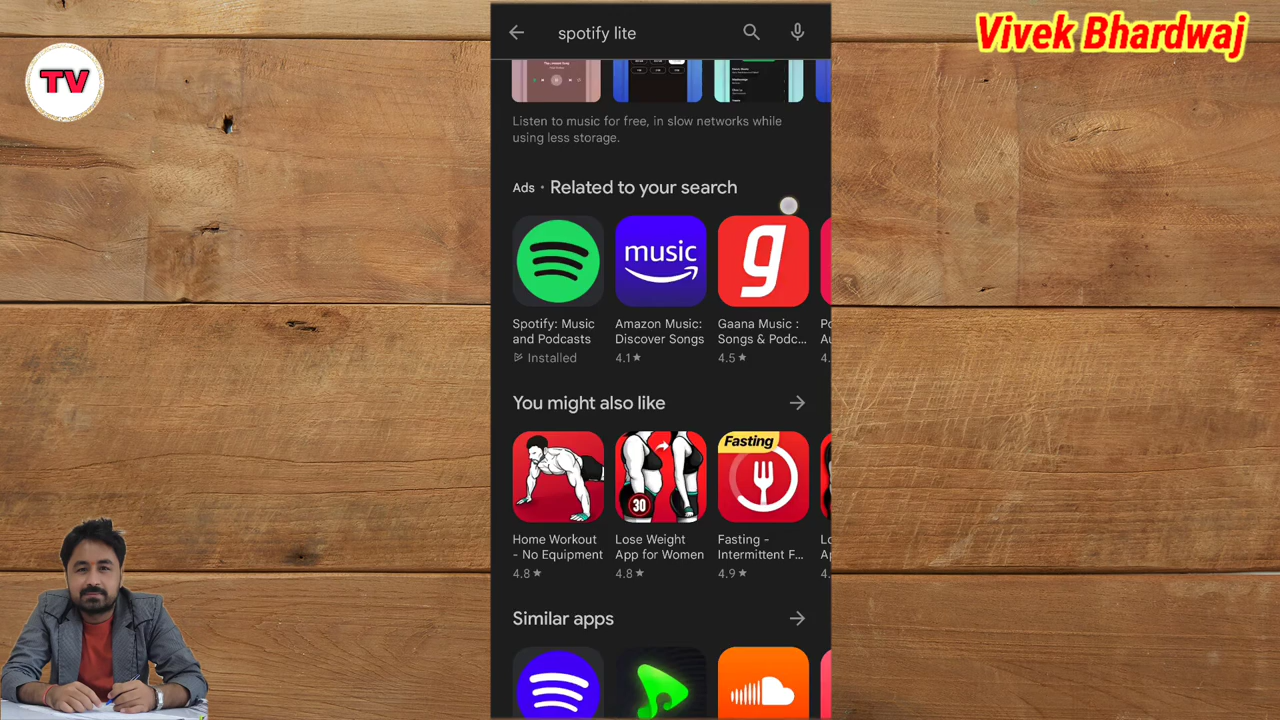 TV
Vivek Bhardwaj
spotify lite
Listen to music for free, in slow networks while
using less storage.
Ads • Related to your search
music
g
Spotify: Music
and Podcasts
Installed
Amazon Music:
Discover Songs
4.1★
Gaana Music :
Songs & Podc...
4.5★
4.
You might also like
30
Fasting
Home Workout
- No Equipment
4.8★
Lose Weight
App for Women
4.8★
Fasting -
Intermittent F...
4.9★
4.
Similar apps